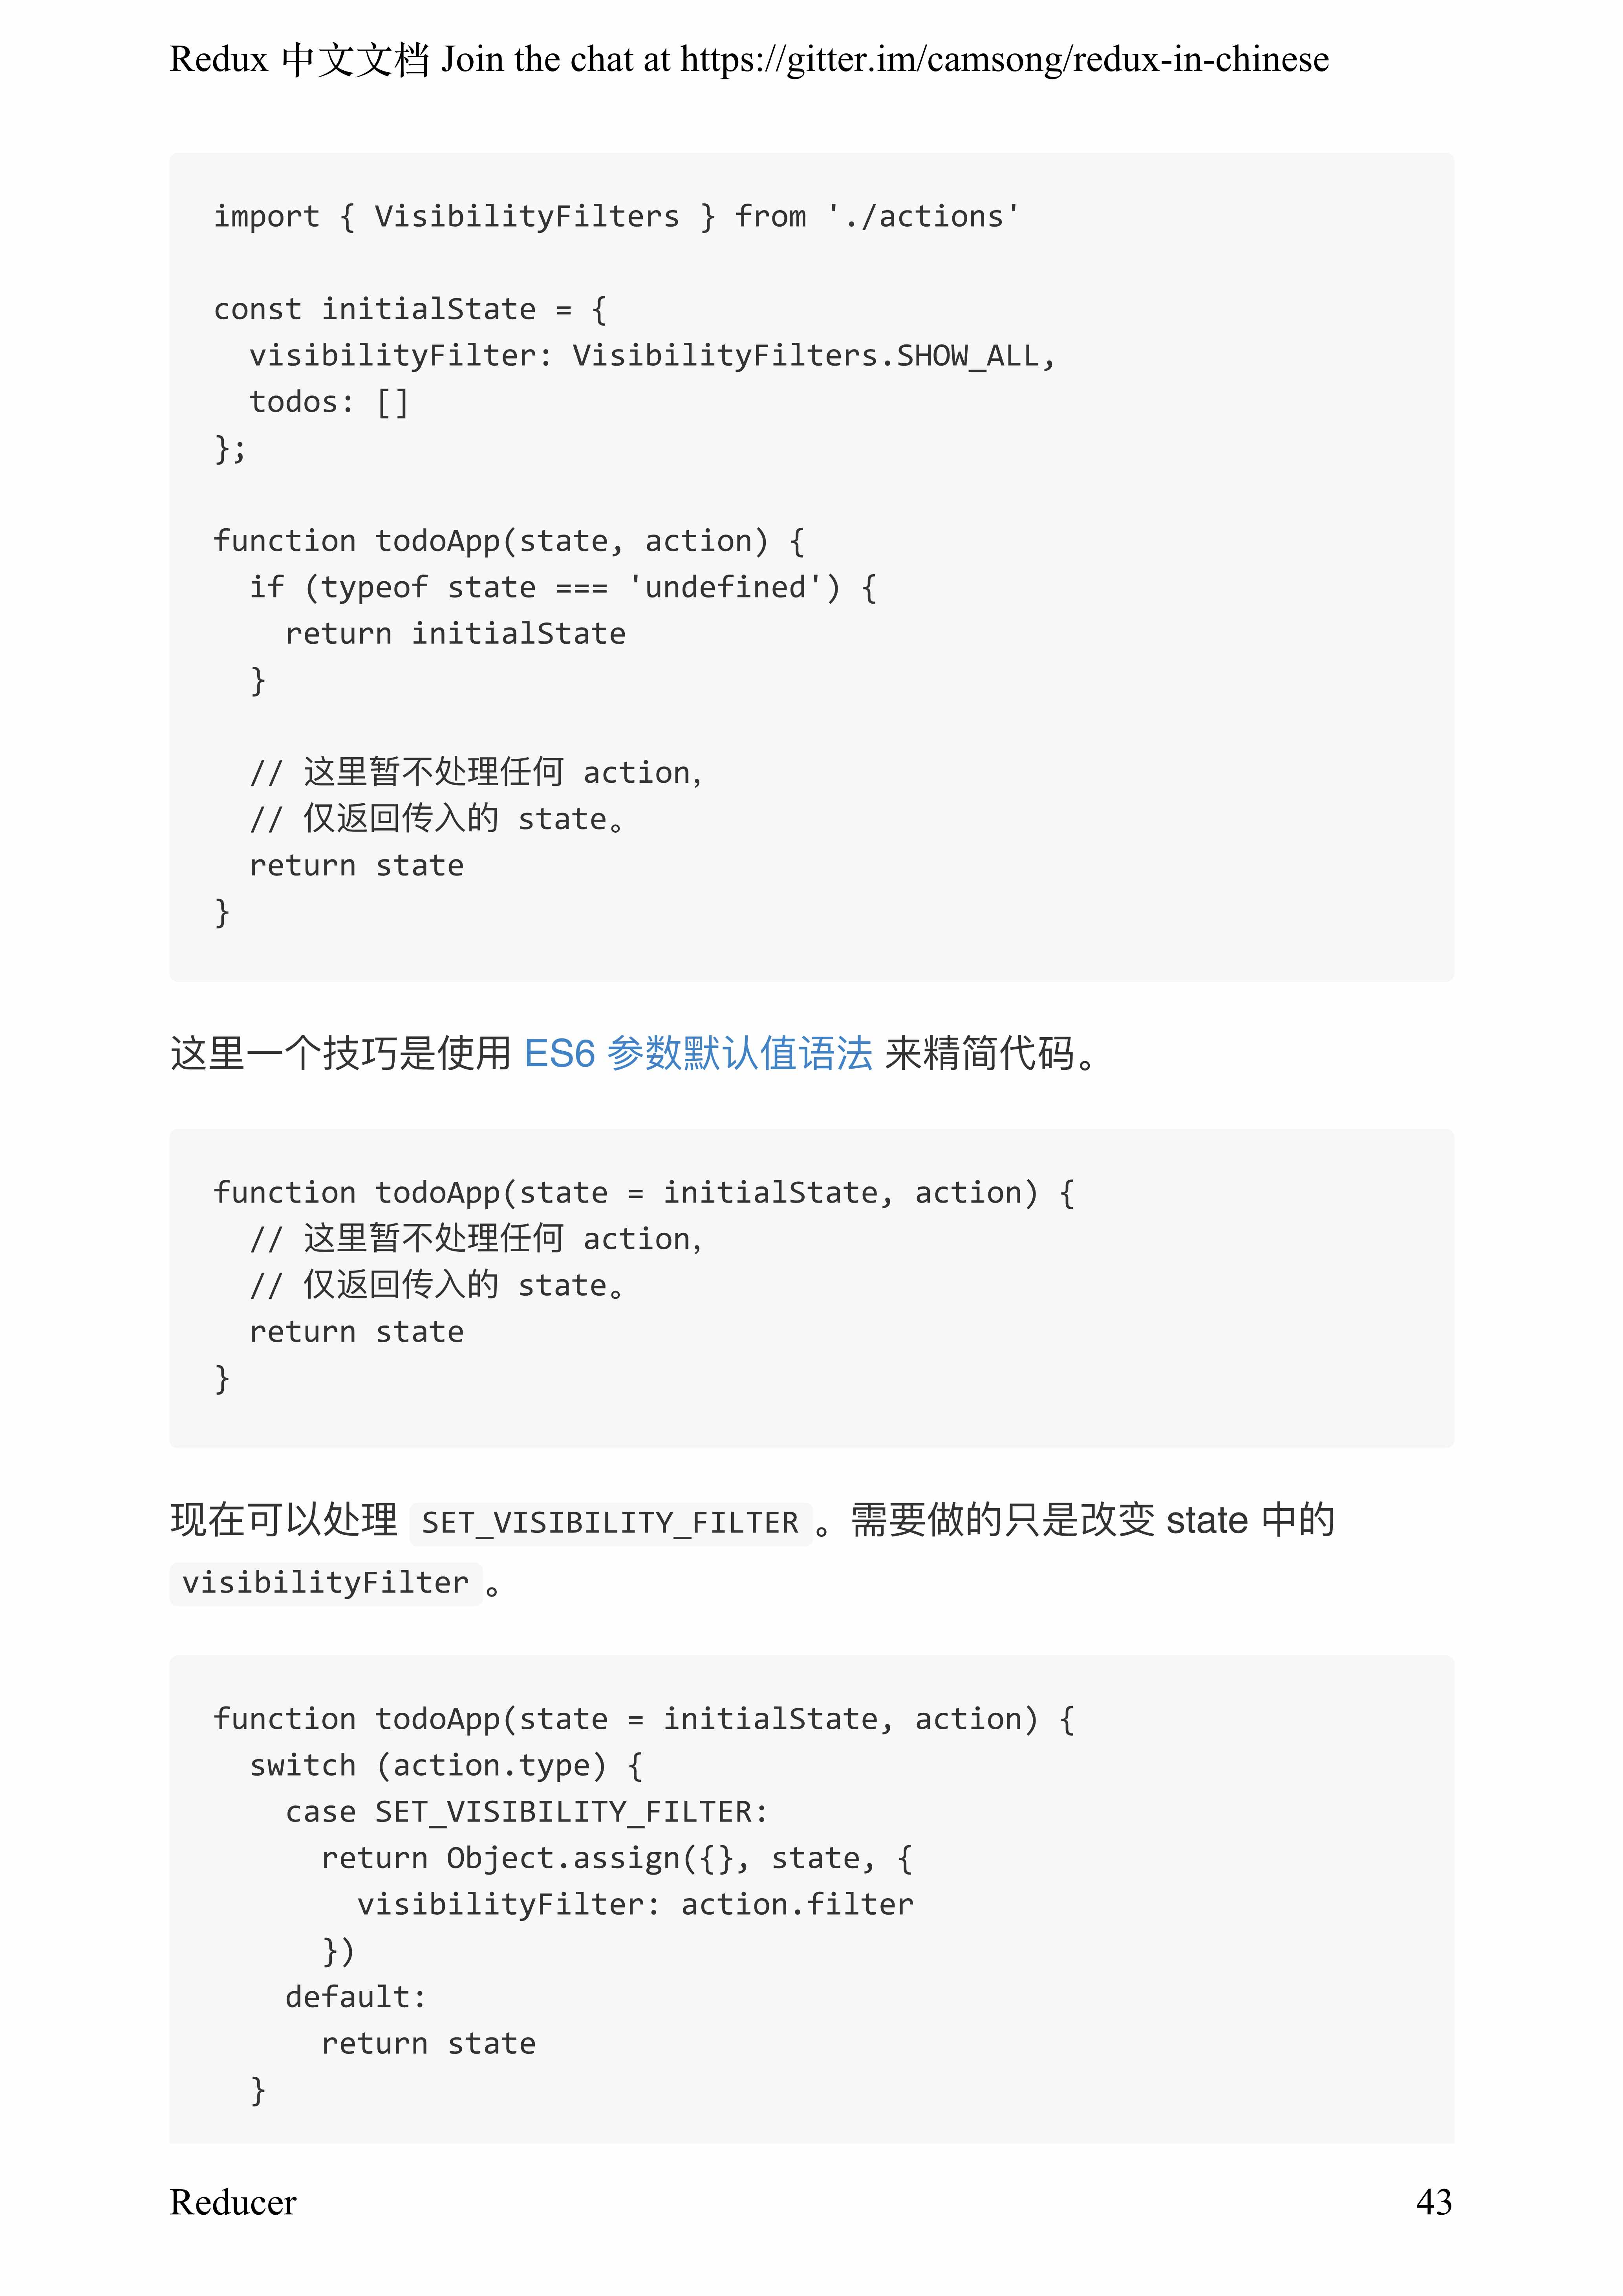 Redux 中文文档 Join the chat at https://gitter.im/camsong/redux-in-chinese
import { VisibilityFilters } from './actions'
const initialState = {
  visibilityFilter: VisibilityFilters.SHOW_ALL,
  todos: []
};
function todoApp(state, action) {
  if (typeof state === 'undefined') {
    return initialState
  }
  // 这里暂不处理任何 action，
  // 仅返回传入的 state。
  return state
}
这里一个技巧是使用 ES6 参数默认值语法 来精简代码。
function todoApp(state = initialState, action) {
  // 这里暂不处理任何 action，
  // 仅返回传入的 state。
  return state
}
现在可以处理 SET_VISIBILITY_FILTER 。需要做的只是改变 state 中的
visibilityFilter 。
function todoApp(state = initialState, action) {
  switch (action.type) {
    case SET_VISIBILITY_FILTER:
      return Object.assign({}, state, {
        visibilityFilter: action.filter
      })
    default:
      return state
  }
Reducer 43